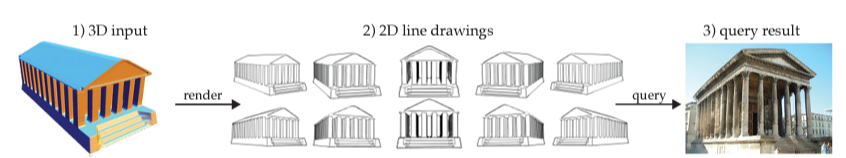 1) 3D input
2) 2D line drawings
3) query result
render
query